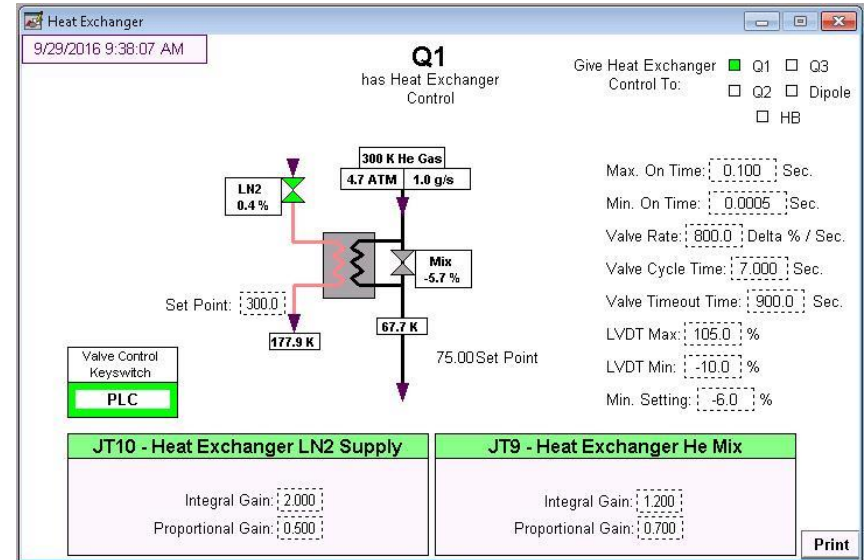 Heat Exchanger
9/29/2016 9:38:07 AM
Q1
has Heat Exchanger
Control
Give Heat Exchanger
Control To:
Q1
Q3
Q2
Dipole
HB
300 K He Gas
4.7 ATM
1.0 g/s
LN2
0.4 %
Mix
-5.7 %
Set Point: 300.0
177.9 K
67.7 K
75.00 Set Point
Max. On Time: 0.100 Sec.
Min. On Time: 0.0005 Sec.
Valve Rate: 800.0 Delta % / Sec.
Valve Cycle Time: 7.000 Sec.
Valve Timeout Time: 900.0 Sec.
LVDT Max: 105.0 %
LVDT Min: -10.0 %
Min. Setting: -6.0 %
Valve Control
Keyswitch
PLC
JT10 - Heat Exchanger LN2 Supply
Integral Gain: 2.000
Proportional Gain: 0.500
JT9 - Heat Exchanger He Mix
Integral Gain: 1.200
Proportional Gain: 0.700
Print